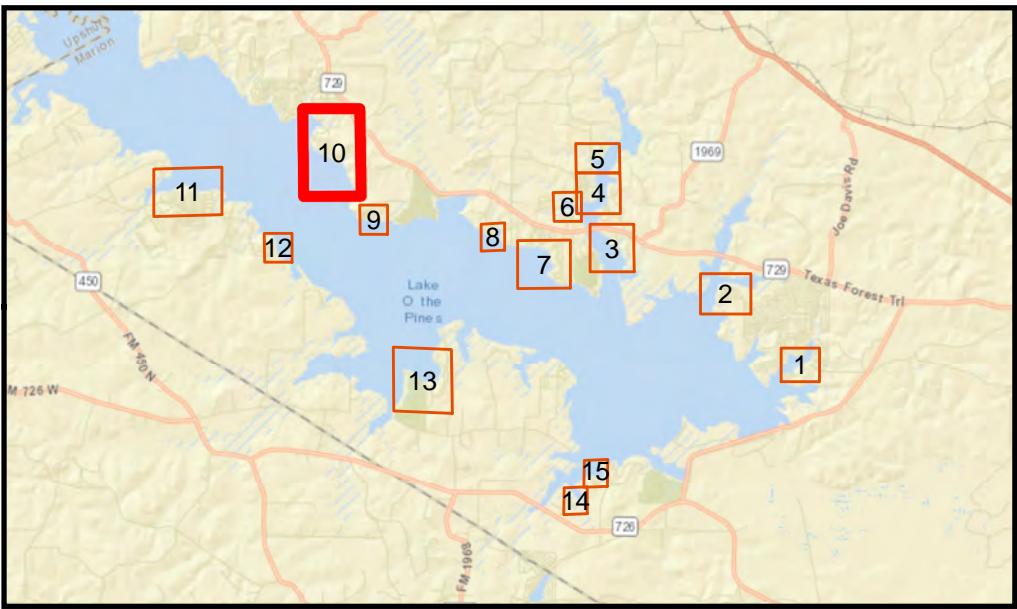 Upshur
Marion
729
10
5
1969
4
6
11
9
Joe Davis Rd
8
3
12
7
729
Texas Forest Trl
450
Lake
O the
Pines
2
FM 450 N
1
13
M 726 W
15
14
726
FM 1968